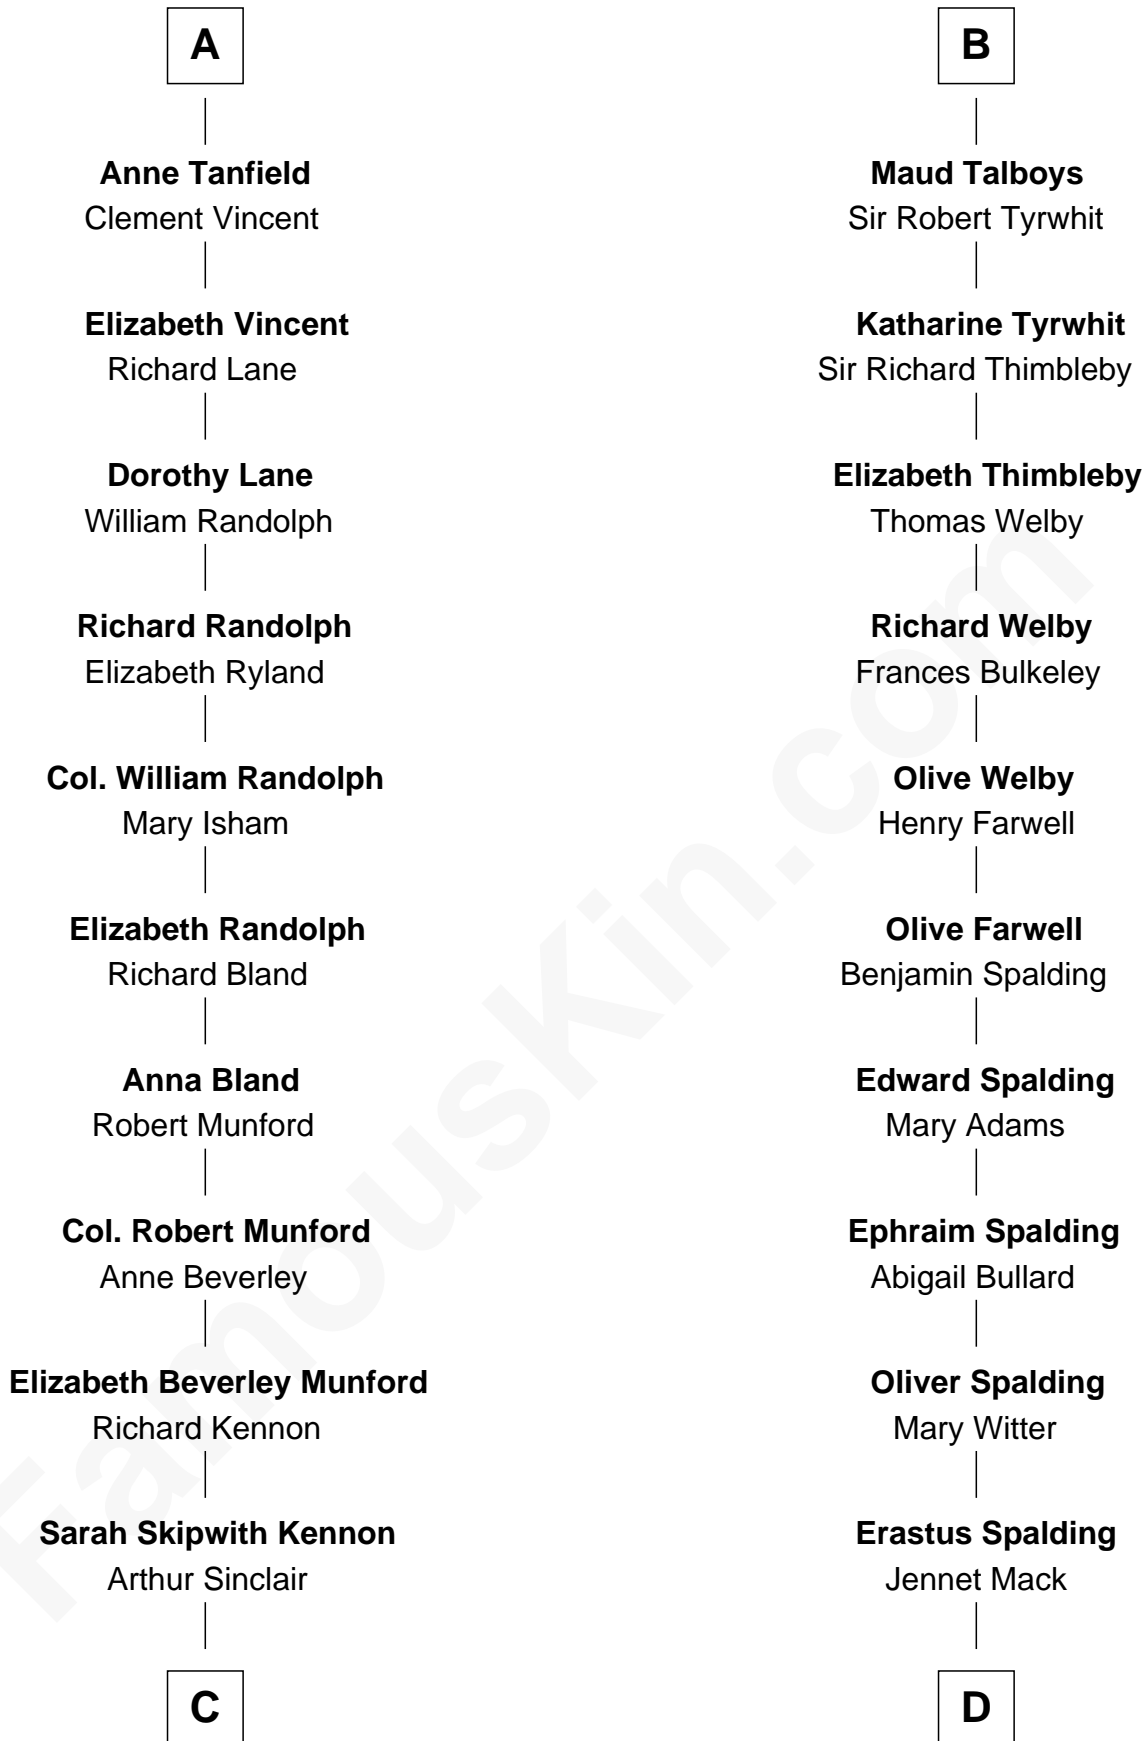 A
Anne Tanfield
Clement Vincent
Elizabeth Vincent
Richard Lane
Dorothy Lane
William Randolph
Richard Randolph
Elizabeth Ryland
Col. William Randolph
Mary Isham
Elizabeth Randolph
Richard Bland
Anna Bland
Robert Munford
Col. Robert Munford
Anne Beverley
Elizabeth Beverley Munford
Richard Kennon
Sarah Skipwith Kennon
Arthur Sinclair
C
B
Maud Talboys
Sir Robert Tyrwhit
Katharine Tyrwhit
Sir Richard Thimbleby
Elizabeth Thimbleby
Thomas Welby
Richard Welby
Frances Bulkeley
Olive Welby
Henry Farwell
Olive Farwell
Benjamin Spalding
Edward Spalding
Mary Adams
Ephraim Spalding
Abigail Bullard
Oliver Spalding
Mary Witter
Erastus Spalding
Jennet Mack
D
FamousKin.com